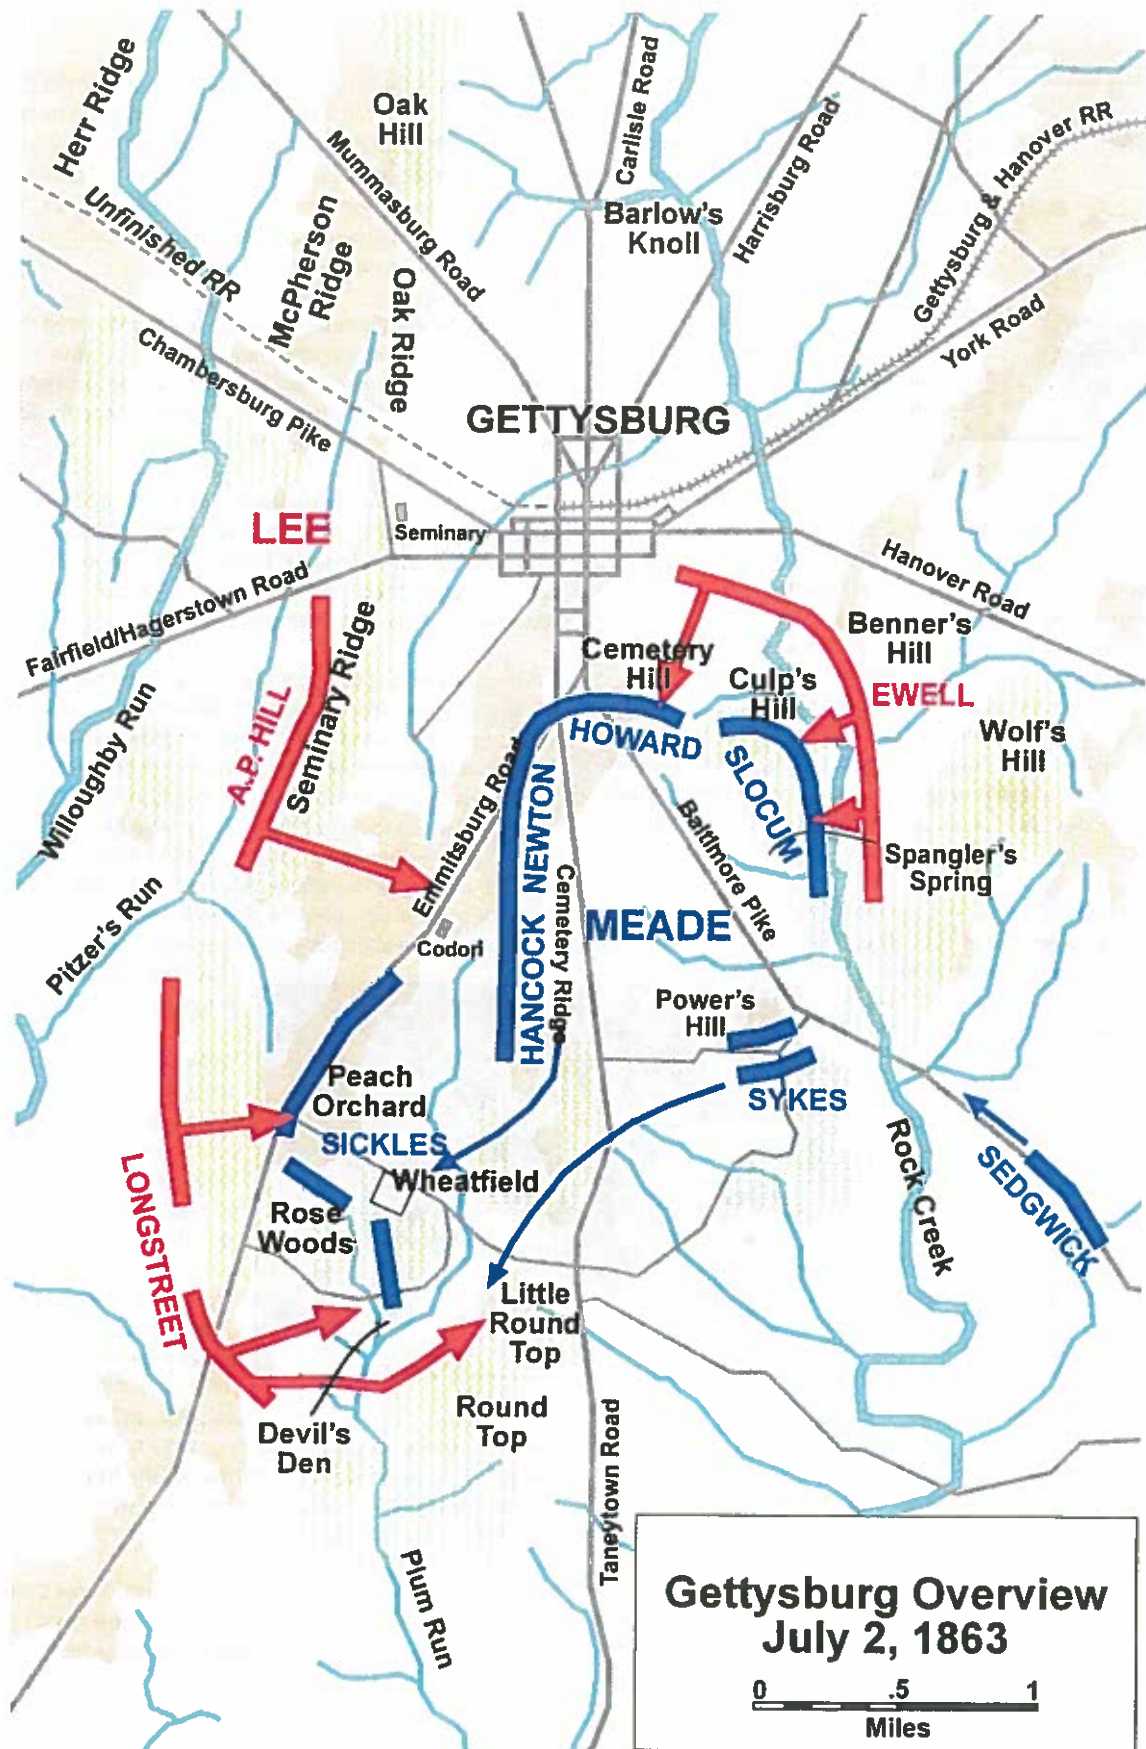 Herr Ridge
Oak
Hill
Carlisle Road
Harrisburg Road
Gettysburg & Hanover RR
Mummasburg Road
Unfinished RR
McPherson
Ridge
Barlow's
Knoll
Oak Ridge
York Road
Chambersburg Pike
GETTYSBURG
LEE
Seminary
Hanover Road
Fairfield/Hagerstown Road
Benner's
Hill
Cemetery
Hill
Culp's
Hill
EWELL
Seminary Ridge
A.P. HILL
Willoughby Run
HOWARD
SLOCUM
Wolf's
Hill
Emmitsburg Road
HANCOCK NEWTON
Baltimore Pike
Spangler's
Spring
Cemetery Ridge
MEADE
Pitzer's Run
Codori
Power's
Hill
Peach
Orchard
SICKLES
SYKES
Wheatfield
Rock Creek
SEDGWICK
LONGSTREET
Rose
Woods
Little
Round
Top
Round
Top
Devil's
Den
Taneytown Road
Plum Run
Gettysburg Overview
July 2, 1863
0 .5 1
Miles